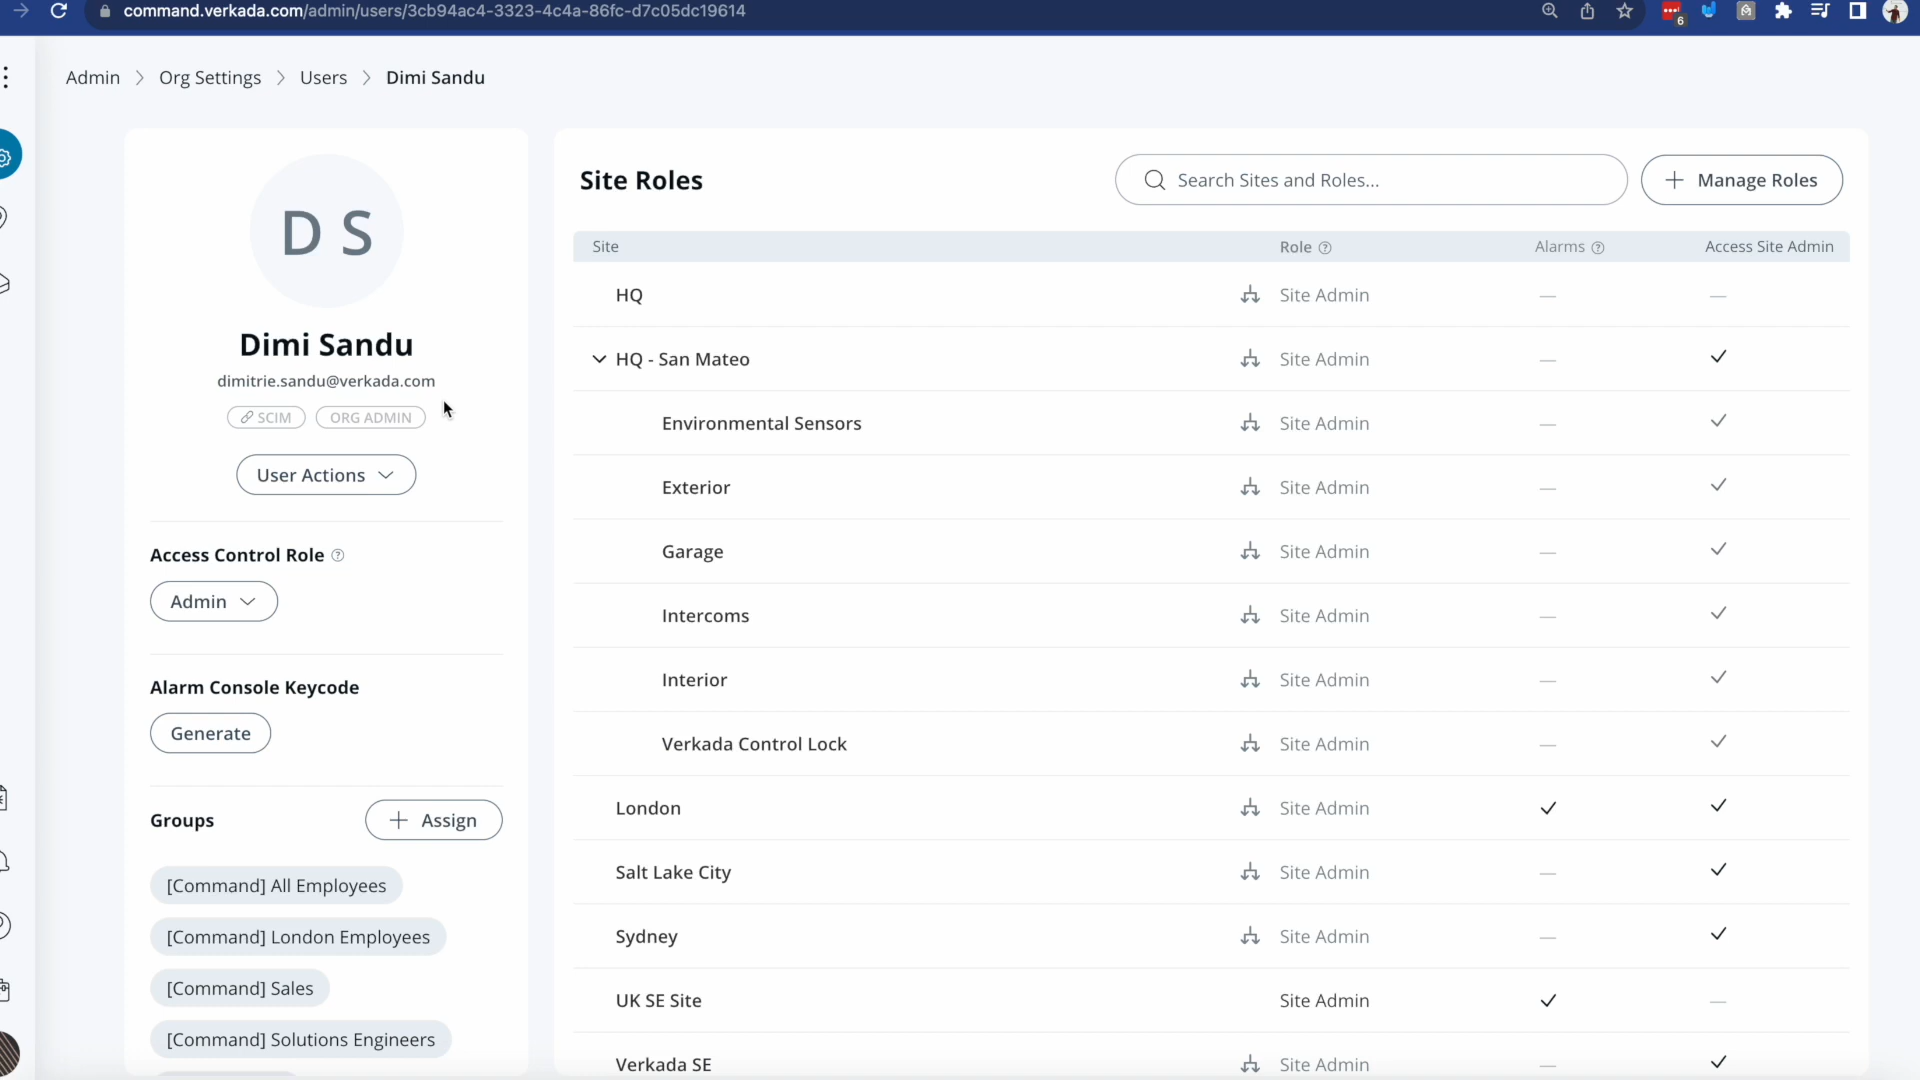 command.verkada.com/admin/users/3cb94ac4-3323-4c4a-86fc-d7c05dc19614
6
Admin > Org Settings > Users > Dimi Sandu
D S
Dimi Sandu
dimitrie.sandu@verkada.com
SCIM ORG ADMIN
User Actions
Access Control Role ?
Admin
Alarm Console Keycode
Generate
Groups + Assign
[Command] All Employees
[Command] London Employees
[Command] Sales
[Command] Solutions Engineers
Site Roles
Search Sites and Roles...
+ Manage Roles
Site Role ? Alarms ? Access Site Admin
HQ Site Admin — —
HQ - San Mateo Site Admin — ✓
Environmental Sensors Site Admin — ✓
Exterior Site Admin — ✓
Garage Site Admin — ✓
Intercoms Site Admin — ✓
Interior Site Admin — ✓
Verkada Control Lock Site Admin — ✓
London Site Admin ✓ ✓
Salt Lake City Site Admin — ✓
Sydney Site Admin — ✓
UK SE Site Site Admin ✓ —
Verkada SE Site Admin — ✓